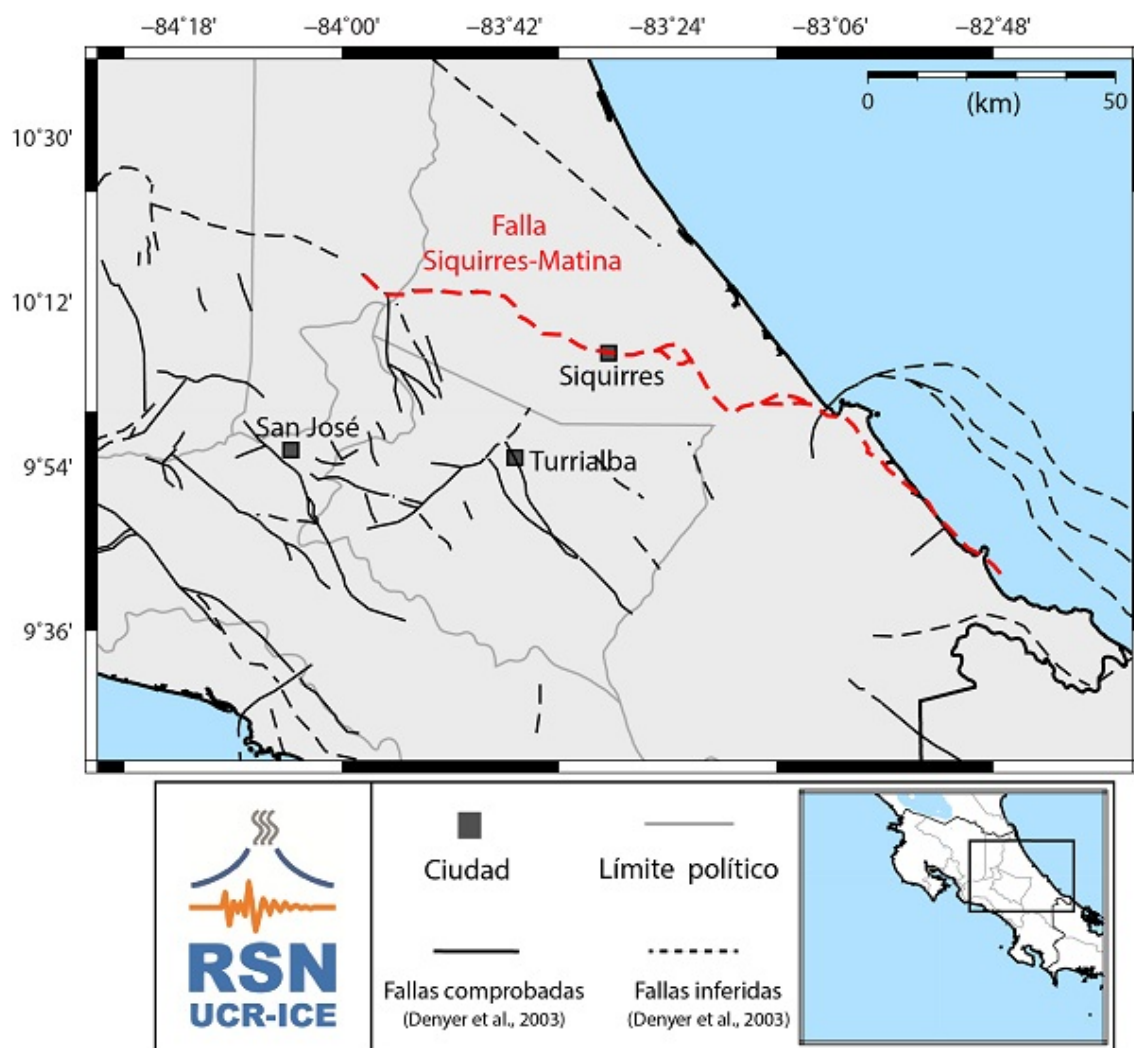 −84°18' −84°00' −83°42' −83°24' −83°06' −82°48'
0 (km) 50
10°30'
Falla
Siquirres-Matina
10°12'
Siquirres
San José
9°54'
Turrialba
9°36'
RSN
UCR-ICE
Ciudad
Límite político
Fallas comprobadas
(Denyer et al., 2003)
Fallas inferidas
(Denyer et al., 2003)